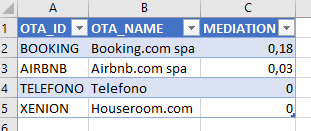 A B C
1 OTA_ID OTA_NAME MEDIATION
2 BOOKING Booking.com spa 0,18
3 AIRBNB Airbnb.com spa 0,03
4 TELEFONO Telefono 0
5 XENION Houseroom.com 0
6